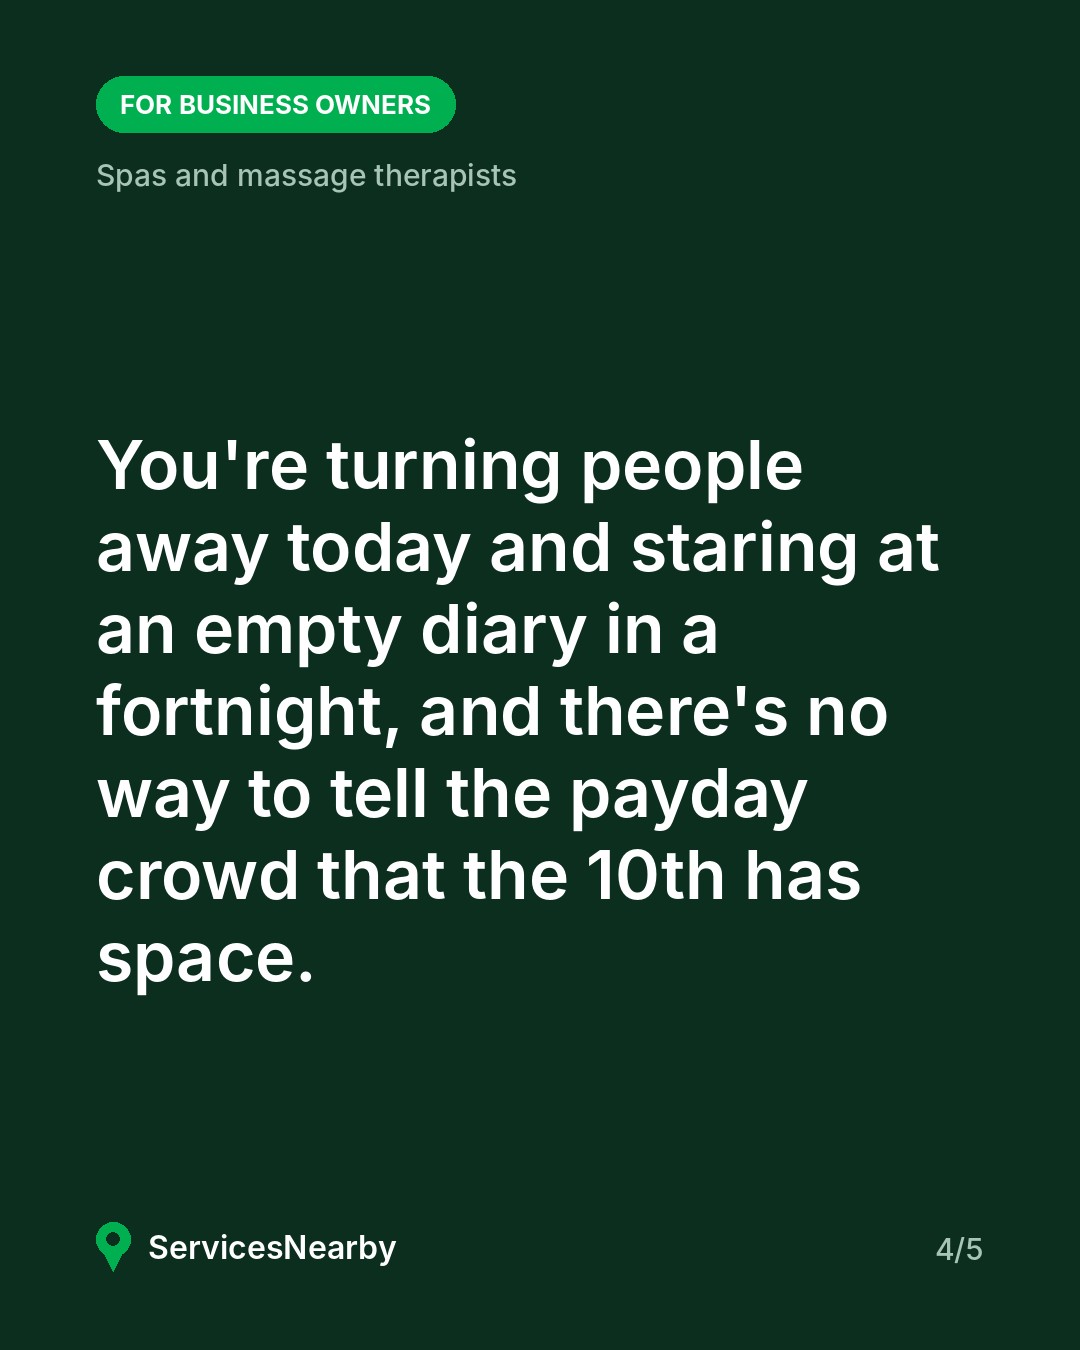 FOR BUSINESS OWNERS
Spas and massage therapists
You're turning people
away today and staring at
an empty diary in a
fortnight, and there's no
way to tell the payday
crowd that the 10th has
space.
ServicesNearby
4/5